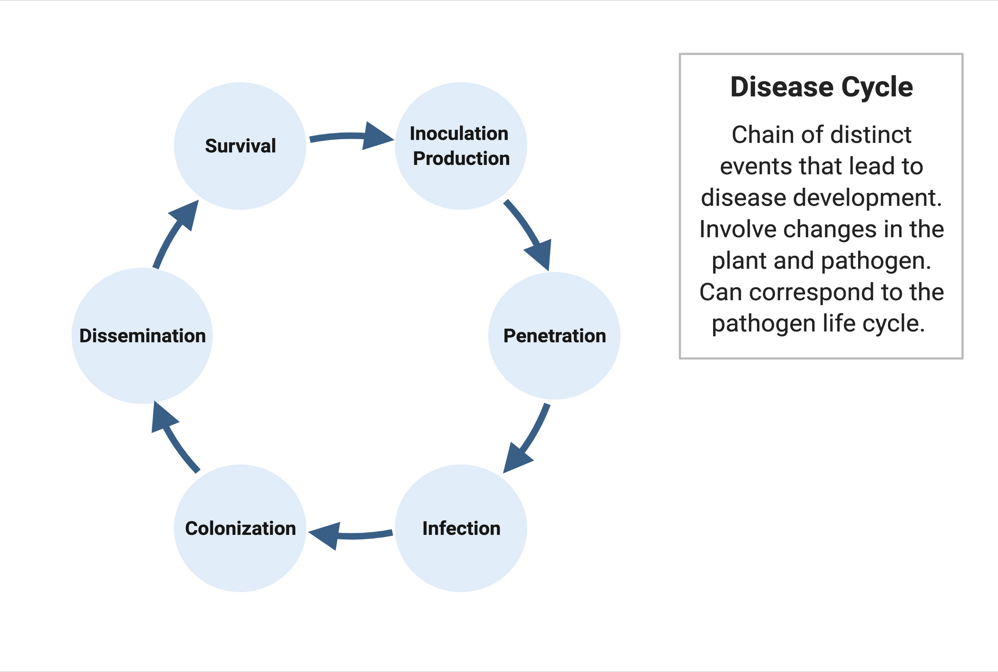 Disease Cycle
Chain of distinct
events that lead to
disease development.
Involve changes in the
plant and pathogen.
Can correspond to the
pathogen life cycle.
Survival
Inoculation
Production
Penetration
Infection
Colonization
Dissemination